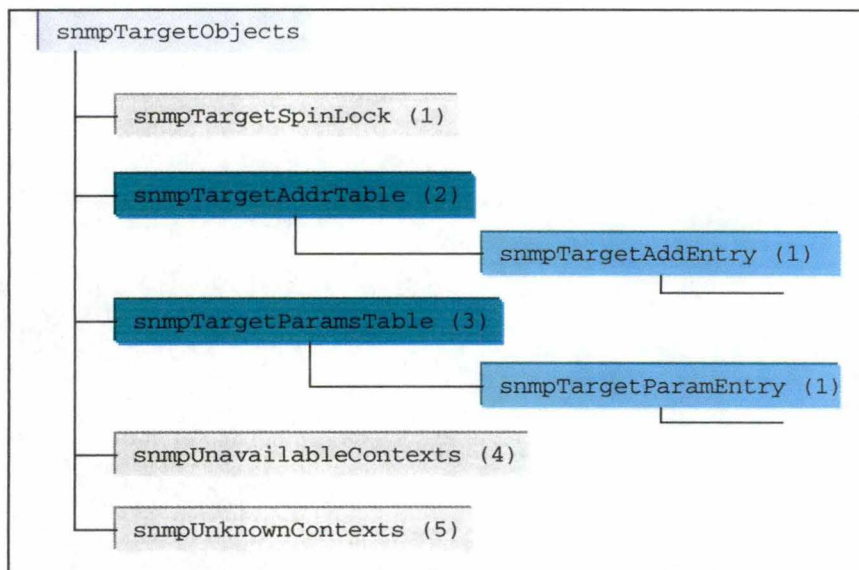 snmpTargetObjects
snmpTargetSpinLock (1)
snmpTargetAddrTable (2)
snmpTargetAddEntry (1)
snmpTargetParamsTable (3)
snmpTargetParamEntry (1)
snmpUnavailableContexts (4)
snmpUnknownContexts (5)